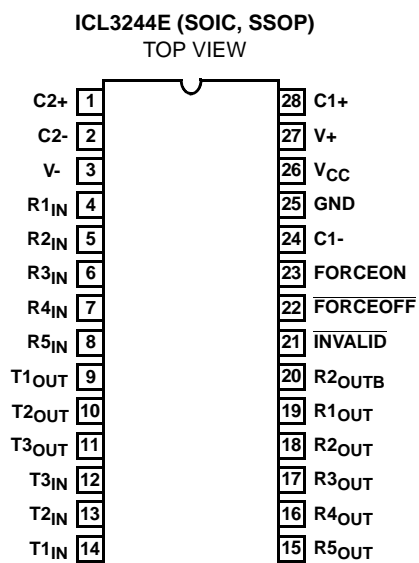 ICL3244E (SOIC, SSOP)
TOP VIEW
C2+ 1 28 C1+
C2- 2 27 V+
V- 3 26 VCC
R1IN 4 25 GND
R2IN 5 24 C1-
R3IN 6 23 FORCEON
R4IN 7 22 FORCEOFF
R5IN 8 21 INVALID
T1OUT 9 20 R2OUTB
T2OUT 10 19 R1OUT
T3OUT 11 18 R2OUT
T3IN 12 17 R3OUT
T2IN 13 16 R4OUT
T1IN 14 15 R5OUT